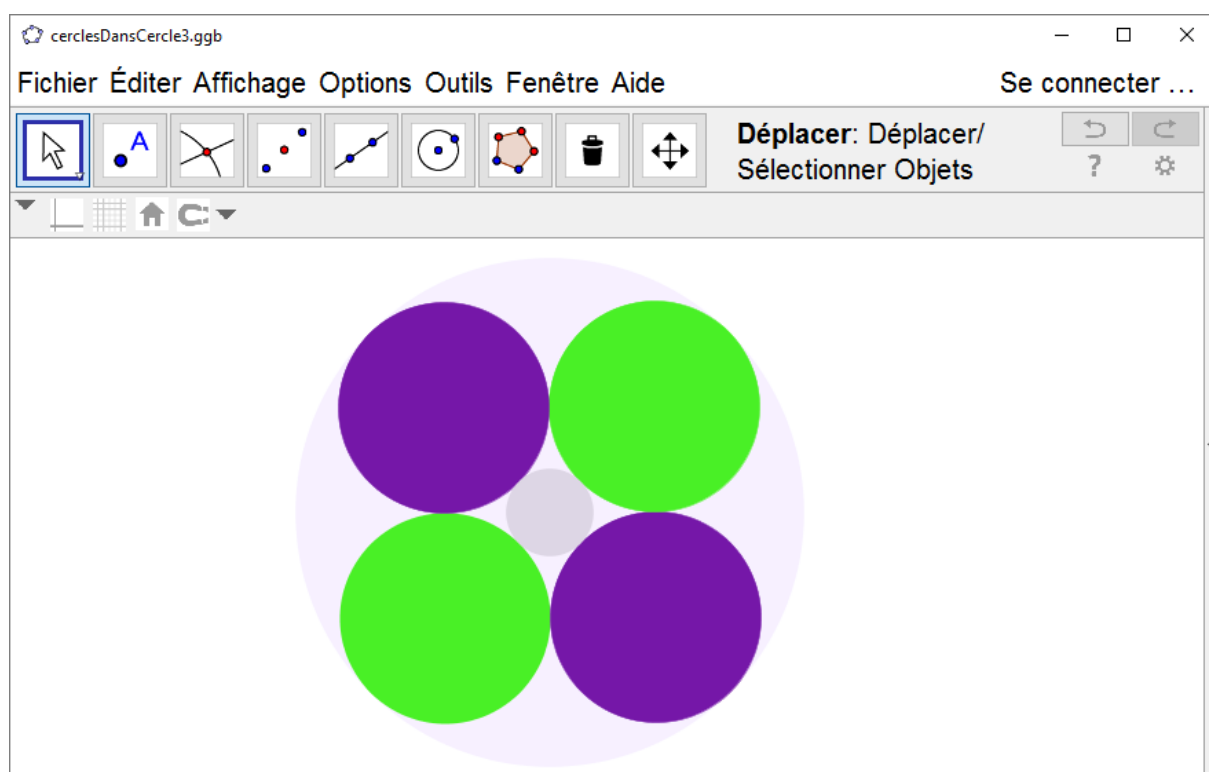 cerclesDansCercle3.ggb
Fichier Éditer Affichage Options Outils Fenêtre Aide Se connecter ...
A Déplacer: Déplacer/
Sélectionner Objets ?